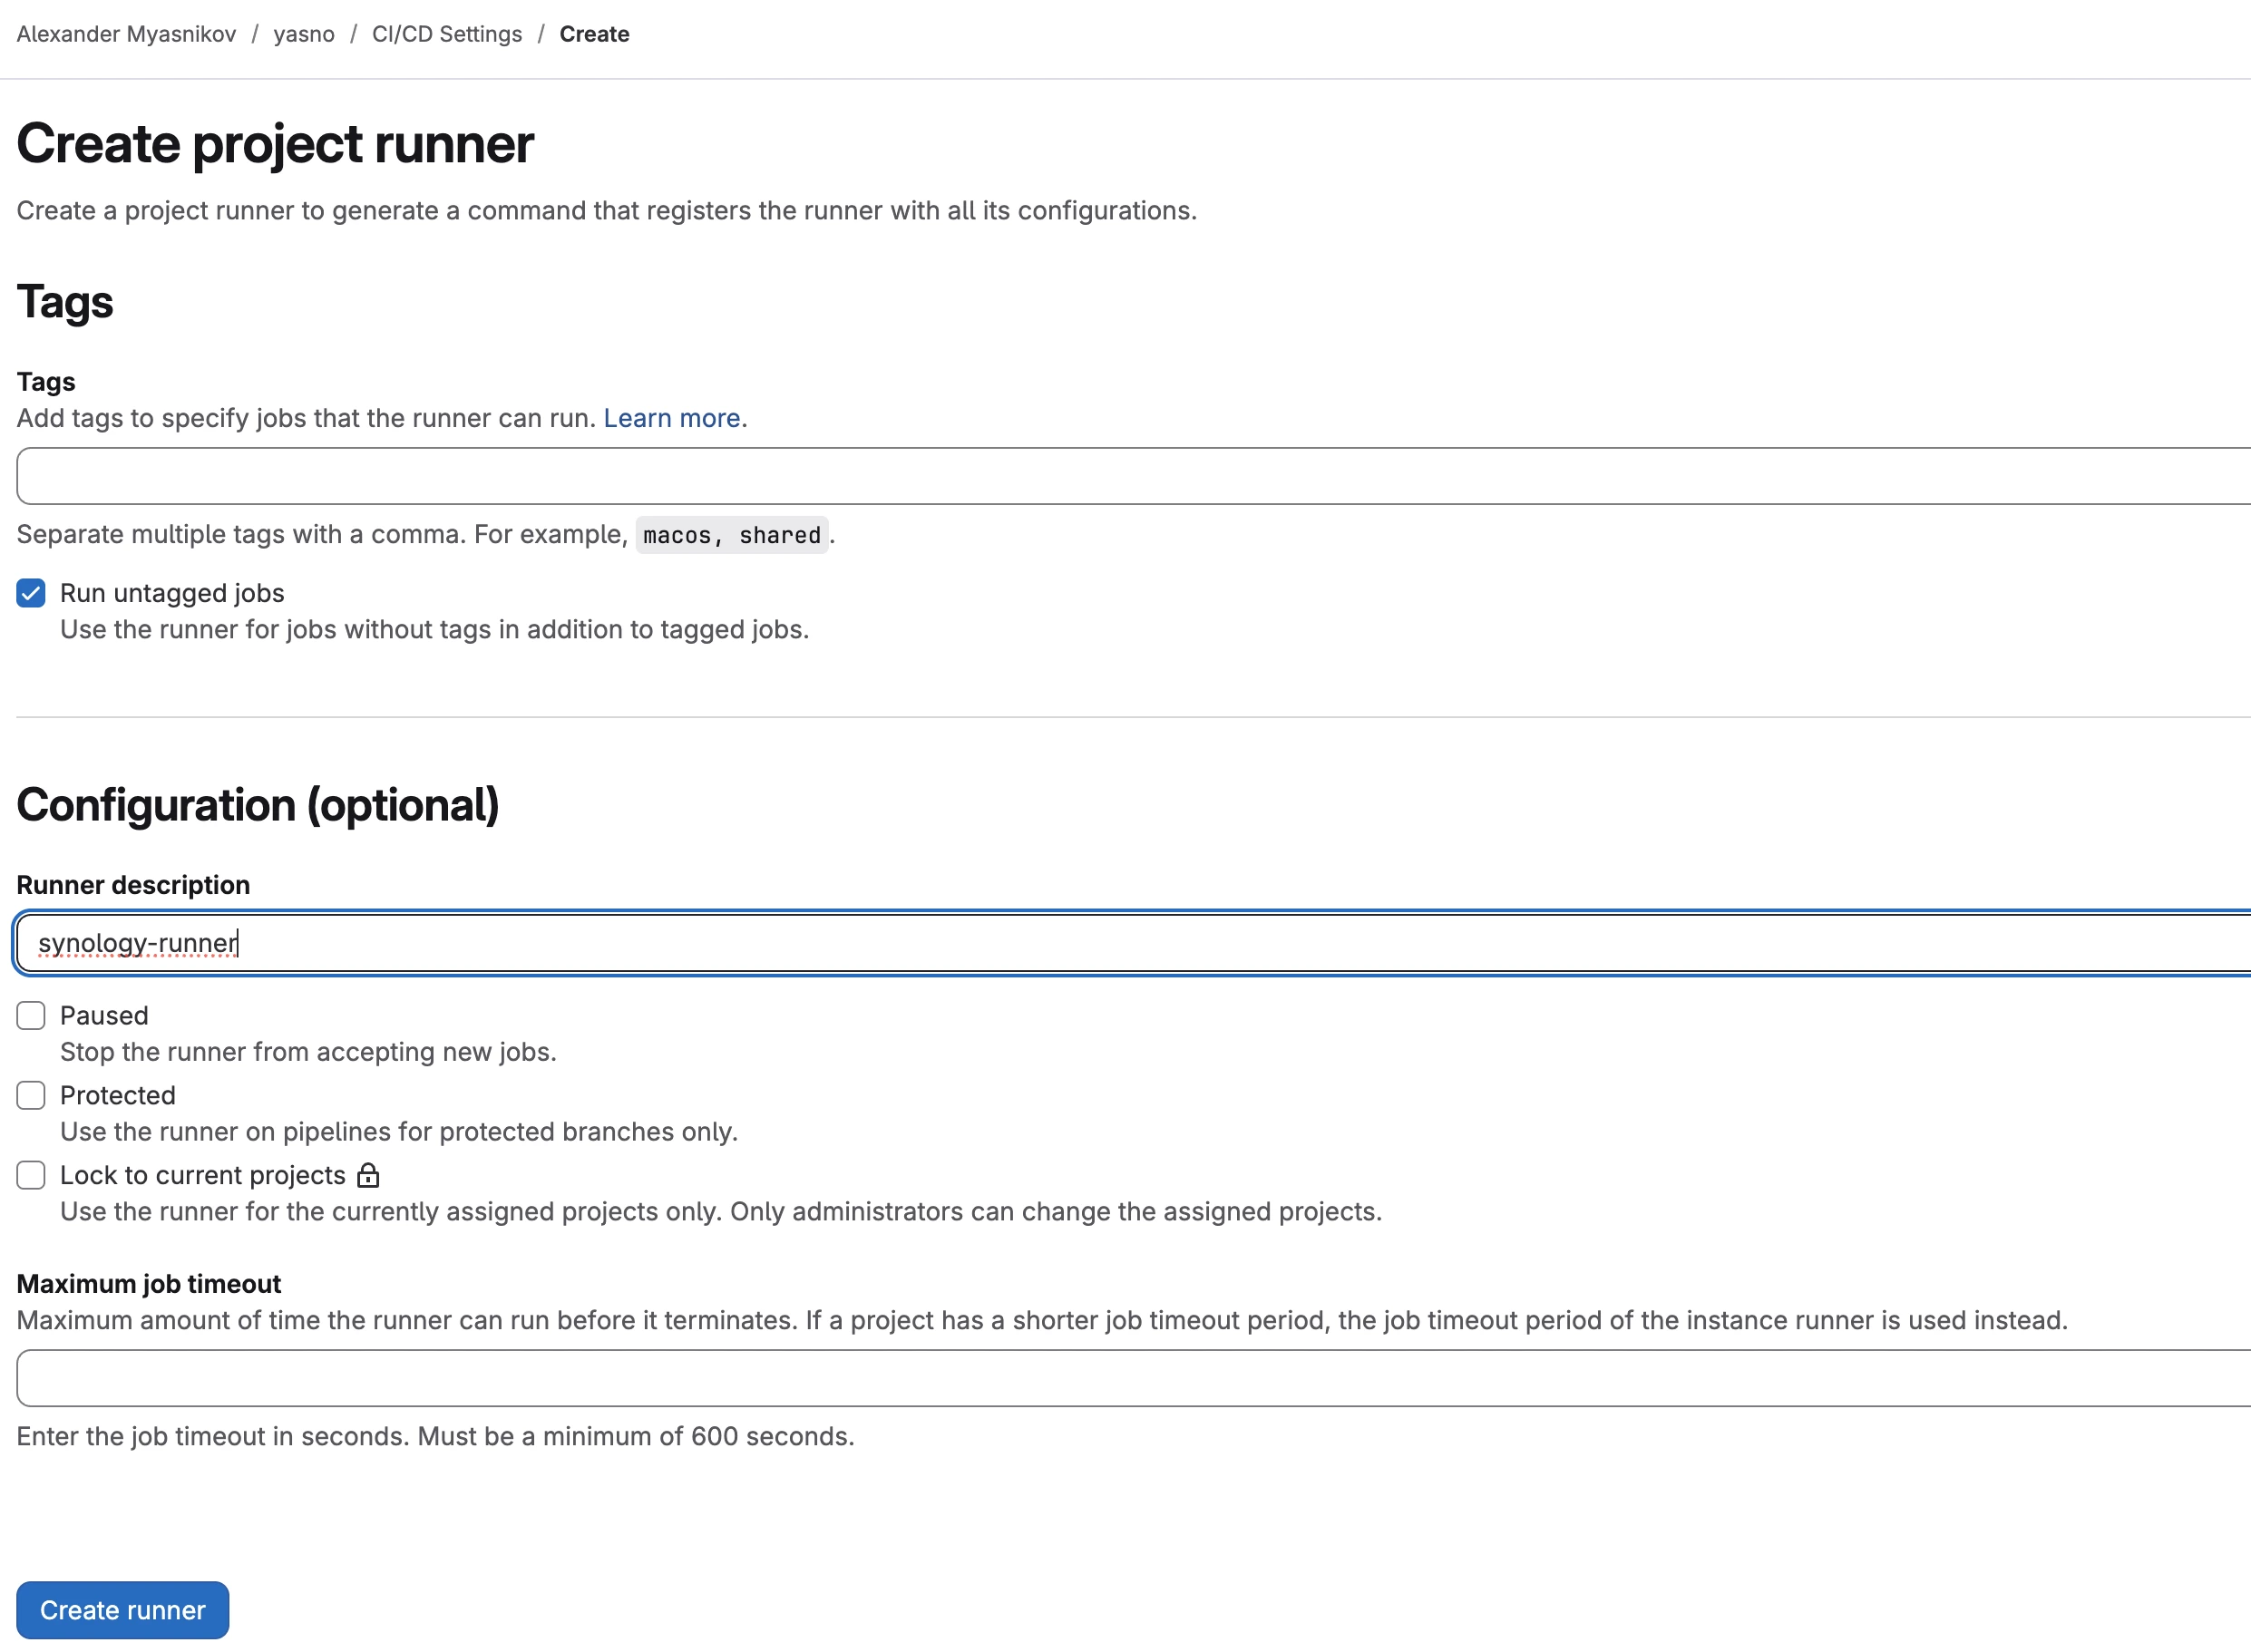 Alexander Myasnikov / yasno / CI/CD Settings / Create
Create project runner
Create a project runner to generate a command that registers the runner with all its configurations.
Tags
Tags
Add tags to specify jobs that the runner can run. Learn more.
Separate multiple tags with a comma. For example, macos, shared.
Run untagged jobs
Use the runner for jobs without tags in addition to tagged jobs.
Configuration (optional)
Runner description
synology-runner
Paused
Stop the runner from accepting new jobs.
Protected
Use the runner on pipelines for protected branches only.
Lock to current projects
Use the runner for the currently assigned projects only. Only administrators can change the assigned projects.
Maximum job timeout
Maximum amount of time the runner can run before it terminates. If a project has a shorter job timeout period, the job timeout period of the instance runner is used instead.
Enter the job timeout in seconds. Must be a minimum of 600 seconds.
Create runner